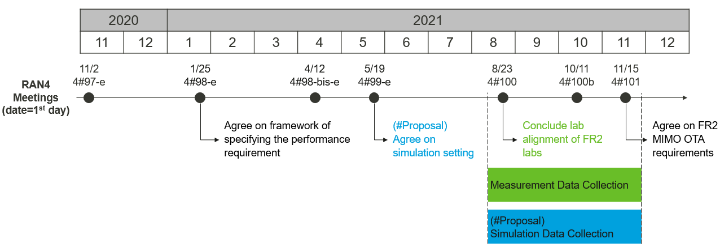 2020 2021
11 12 1 2 3 4 5 6 7 8 9 10 11 12
RAN4
Meetings
(date=1st day)
11/2
4#97-e
1/25
4#98-e
4/12
4#98-bis-e
5/19
4#99-e
8/23
4#100
10/11
4#100b
11/15
4#101
Agree on framework of
specifying the performance
requirement
(#Proposal)
Agree on
simulation setting
Conclude lab
alignment of FR2
labs
Agree on FR2
MIMO OTA
requirements
Measurement Data Collection
(#Proposal)
Simulation Data Collection